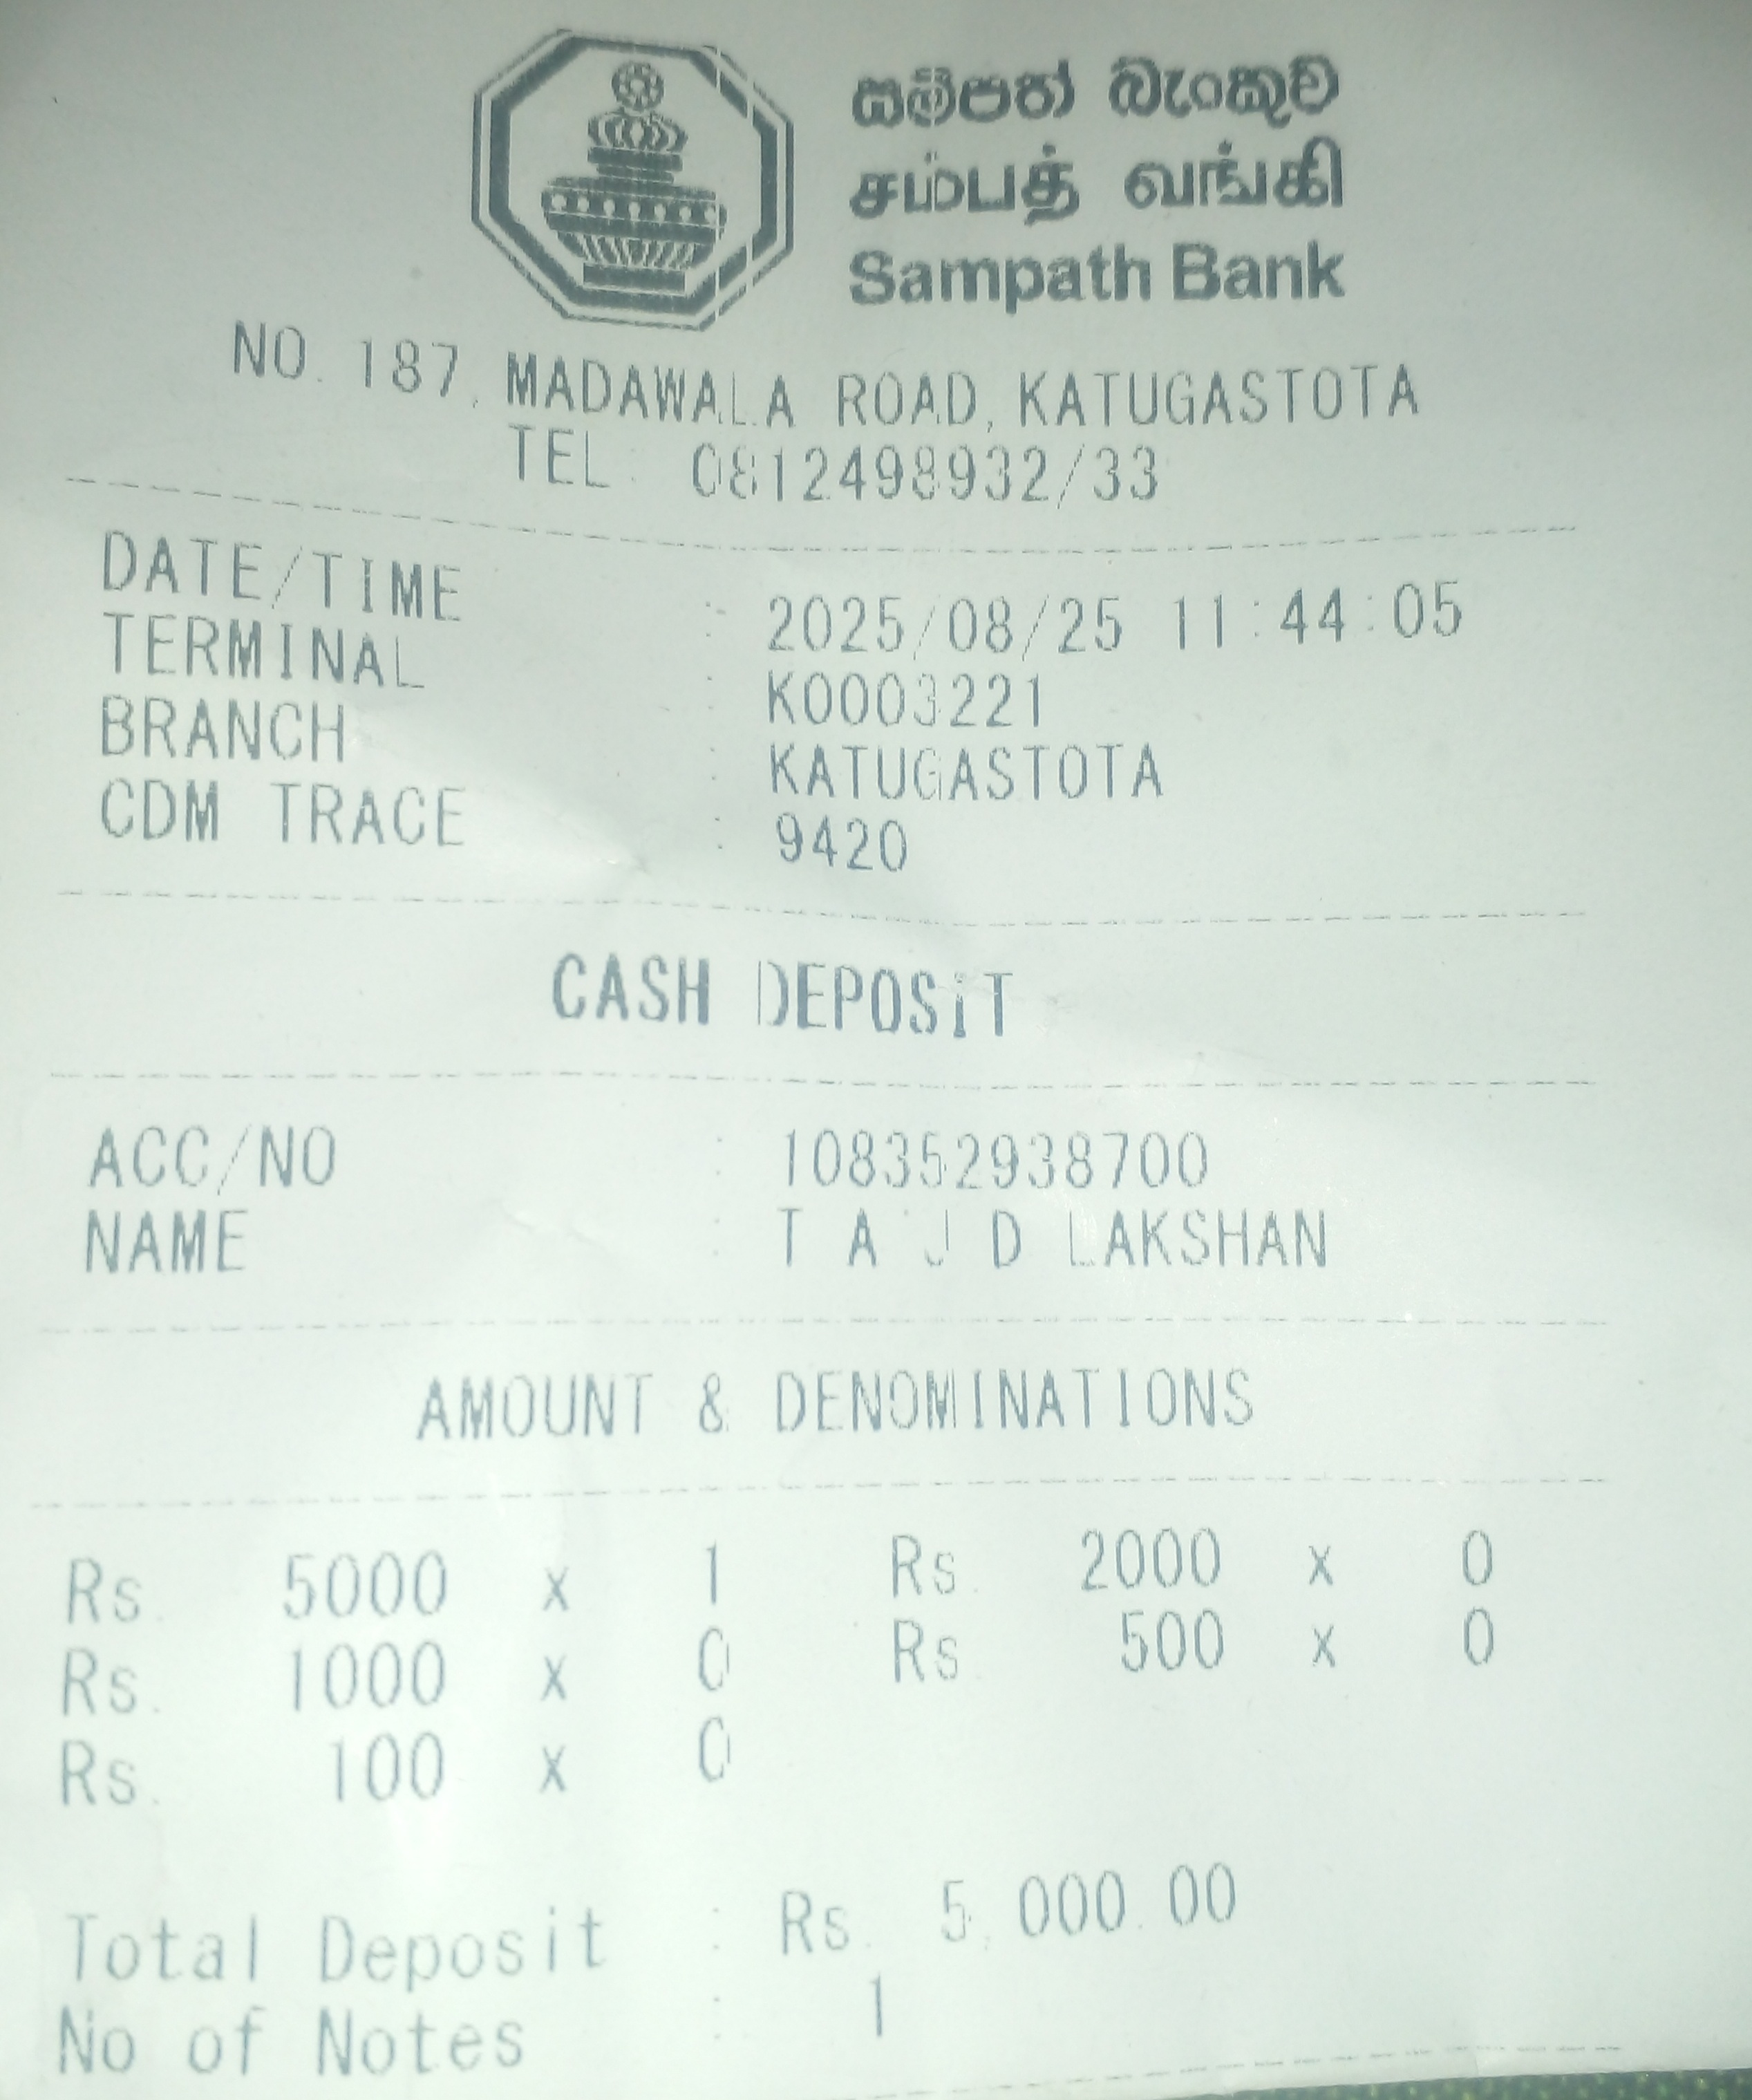 සම්පත් බැංකුව
சம்பத் வங்கி
Sampath Bank
NO. 187, MADAWALA ROAD, KATUGASTOTA
TEL : 0812498932/33
DATE/TIME : 2025/08/25 11:44:05
TERMINAL : K0003221
BRANCH : KATUGASTOTA
CDM TRACE : 9420
CASH DEPOSIT
ACC/NO : 108352938700
NAME : T A J D LAKSHAN
AMOUNT & DENOMINATIONS
Rs. 5000 x 1 Rs. 2000 x 0
Rs. 1000 x 0 Rs. 500 x 0
Rs. 100 x 0
Total Deposit : Rs. 5,000.00
No of Notes : 1